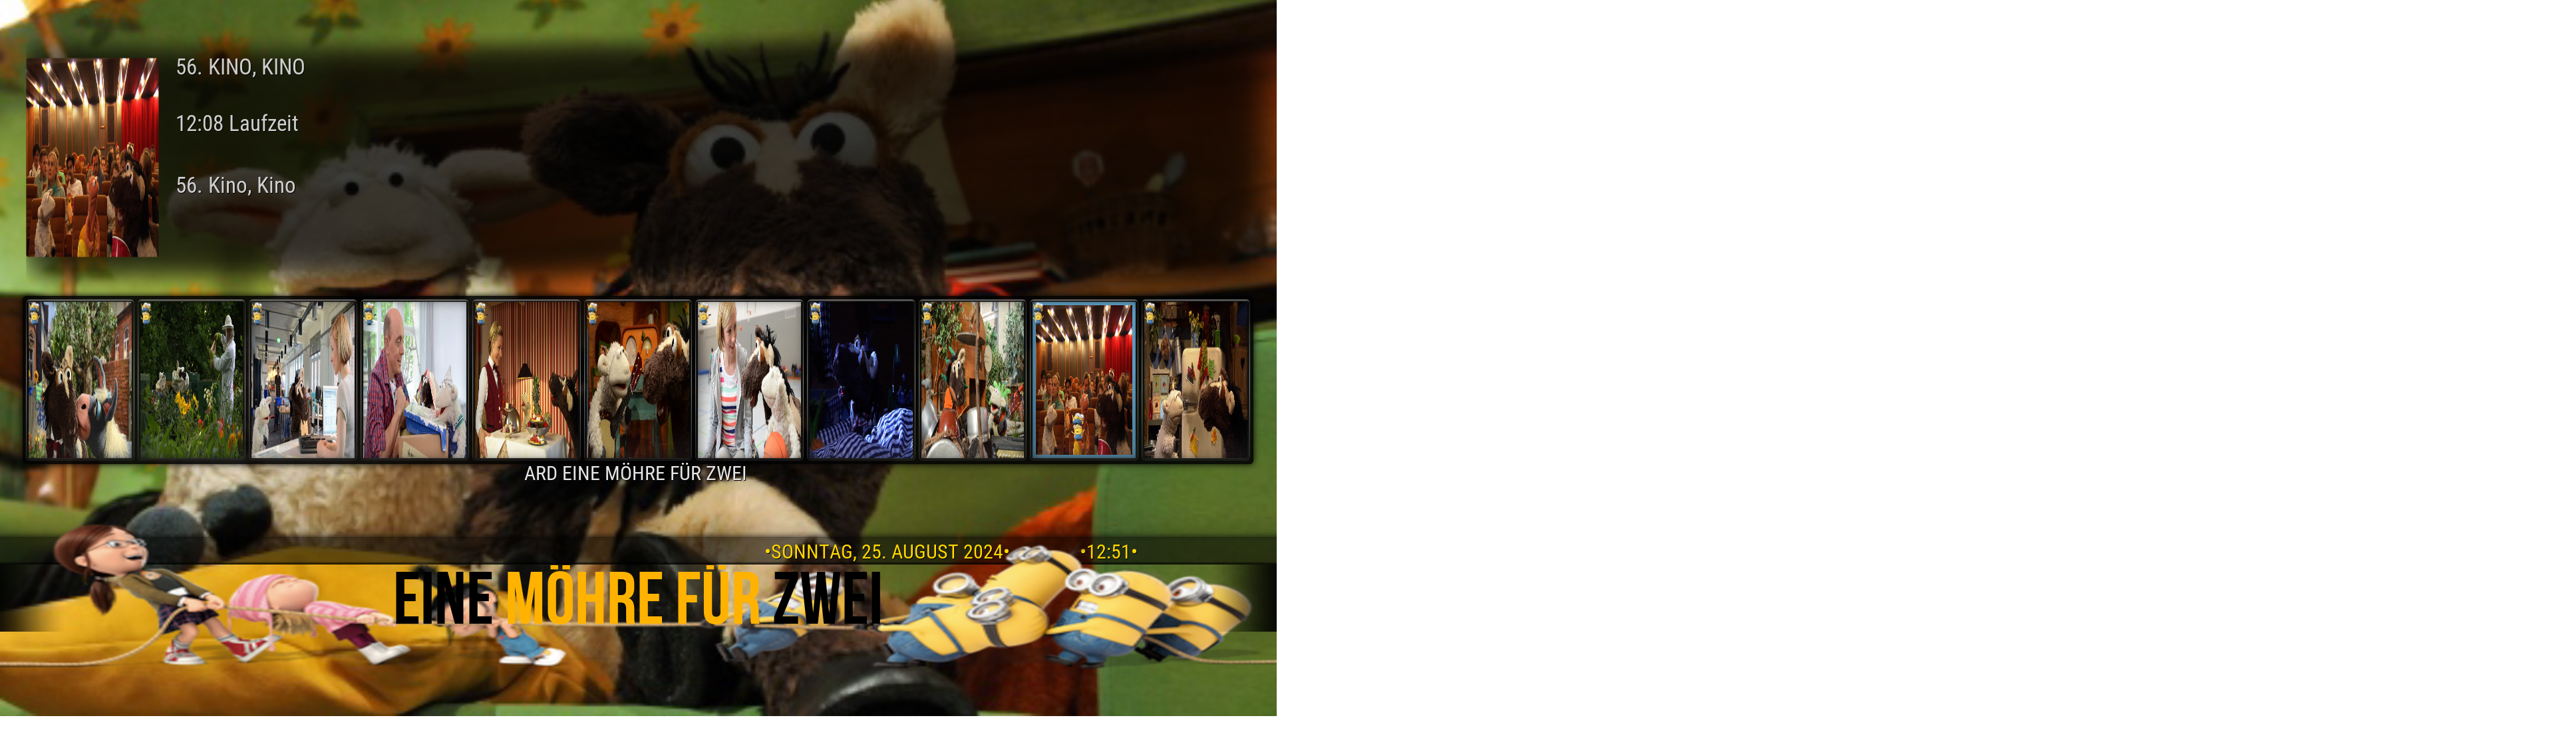 56. KINO, KINO
12:08 Laufzeit
56. Kino, Kino
ARD EINE MÖHRE FÜR ZWEI
•SONNTAG, 25. AUGUST 2024• •12:51•
EINE MÖHRE FÜR ZWEI